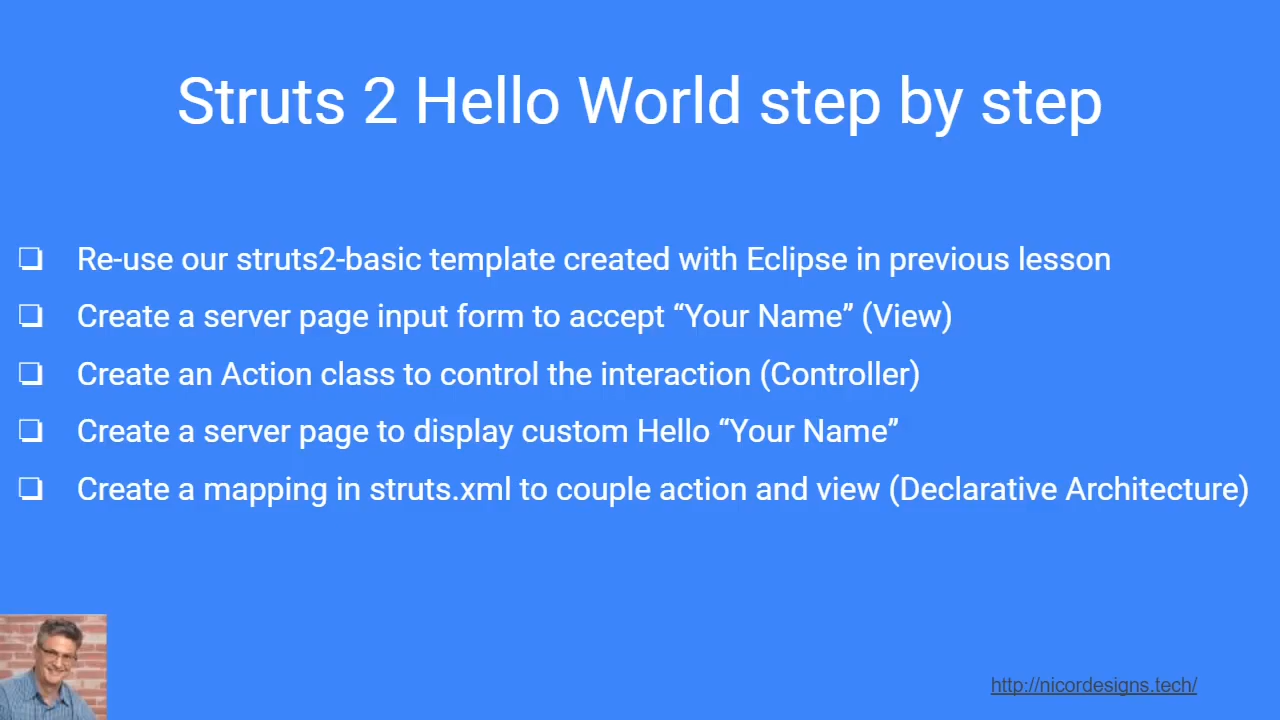 Struts 2 Hello World step by step
❏ Re-use our struts2-basic template created with Eclipse in previous lesson
❏ Create a server page input form to accept “Your Name” (View)
❏ Create an Action class to control the interaction (Controller)
❏ Create a server page to display custom Hello “Your Name”
❏ Create a mapping in struts.xml to couple action and view (Declarative Architecture)
http://nicordesigns.tech/